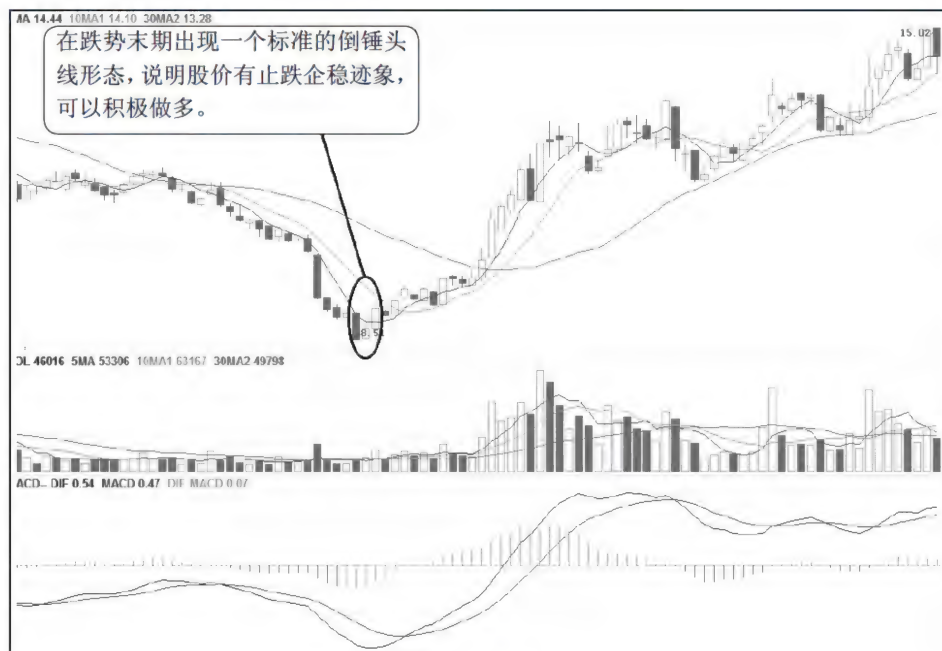 MA 14.44 10MA1 14.10 30MA2 13.28
15.02
在跌势末期出现一个标准的倒锤头
线形态，说明股价有止跌企稳迹象，
可以积极做多。
8.51
OL 46016 5MA 53306 10MA1 63167 30MA2 49798
ACD– DIF 0.54 MACD 0.47 DIF MACD 0.07